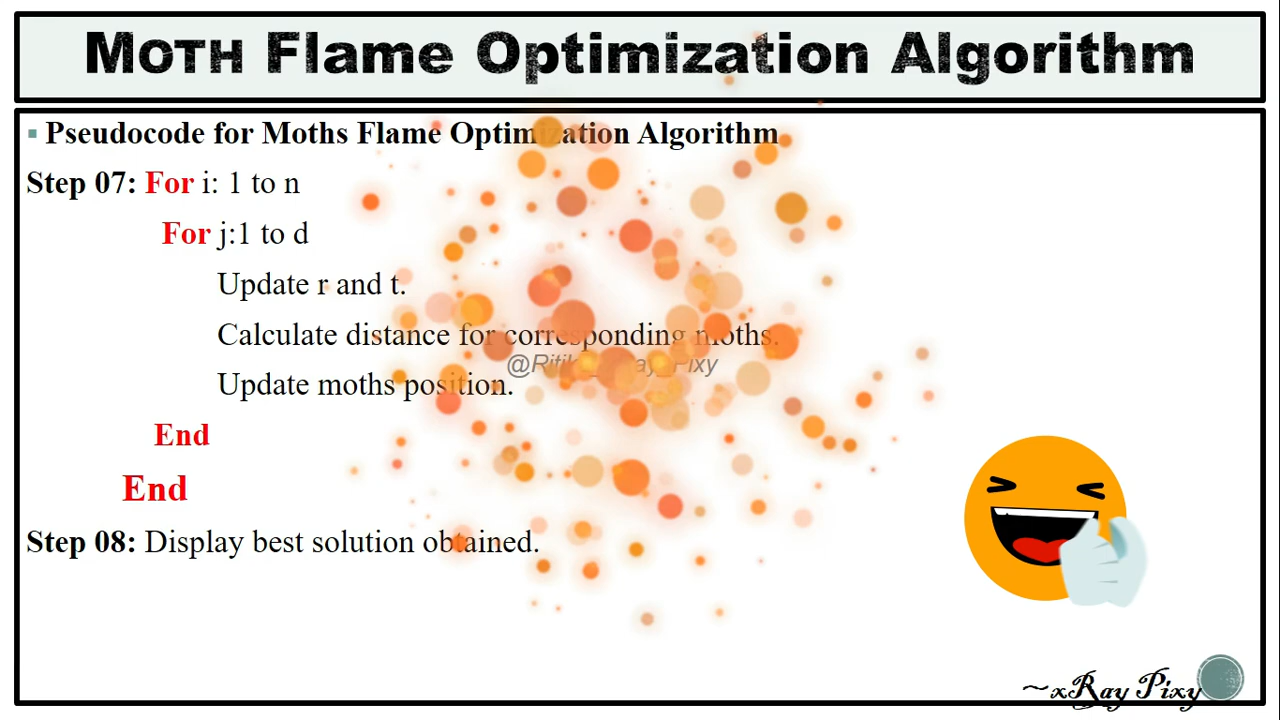 Moth Flame Optimization Algorithm
Pseudocode for Moths Flame Optimization Algorithm
Step 07: For i: 1 to n
For j:1 to d
Update r and t.
Calculate distance for corresponding moths.
Update moths position.
End
End
Step 08: Display best solution obtained.
~xRay Pixy